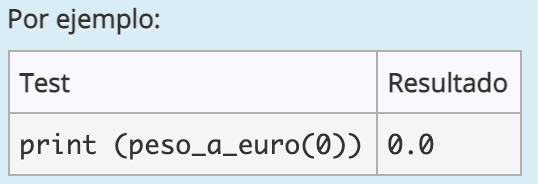 Por ejemplo:
Test Resultado
print (peso_a_euro(0)) 0.0